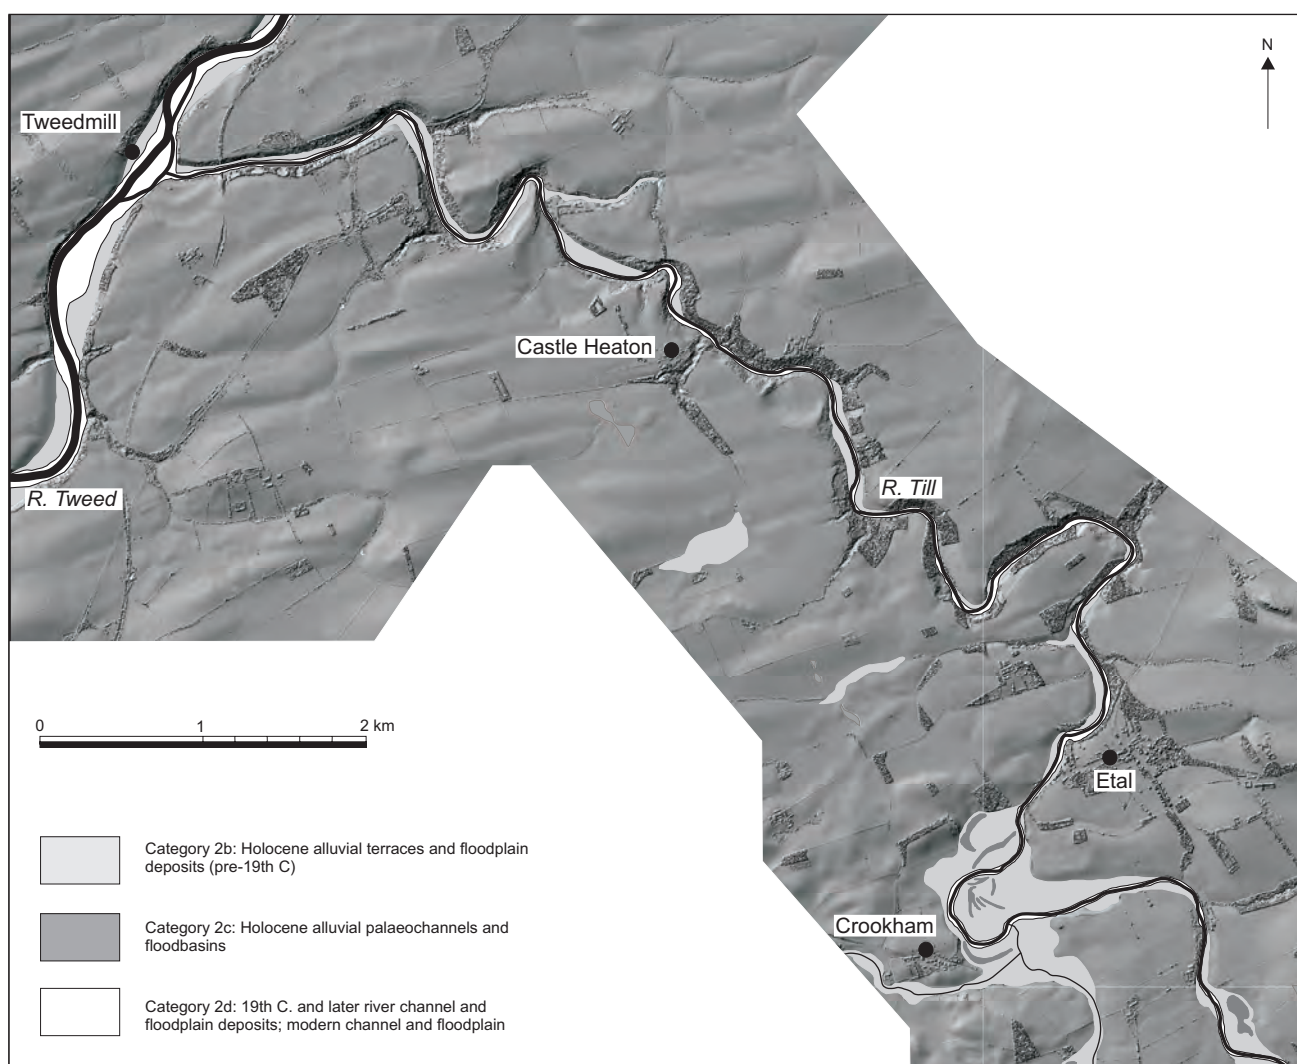 N
Tweedmill
Castle Heaton
R. Tweed
R. Till
0 1 2 km
Etal
Category 2b: Holocene alluvial terraces and floodplain
deposits (pre-19th C)
Category 2c: Holocene alluvial palaeochannels and
floodbasins
Crookham
Category 2d: 19th C. and later river channel and
floodplain deposits; modern channel and floodplain